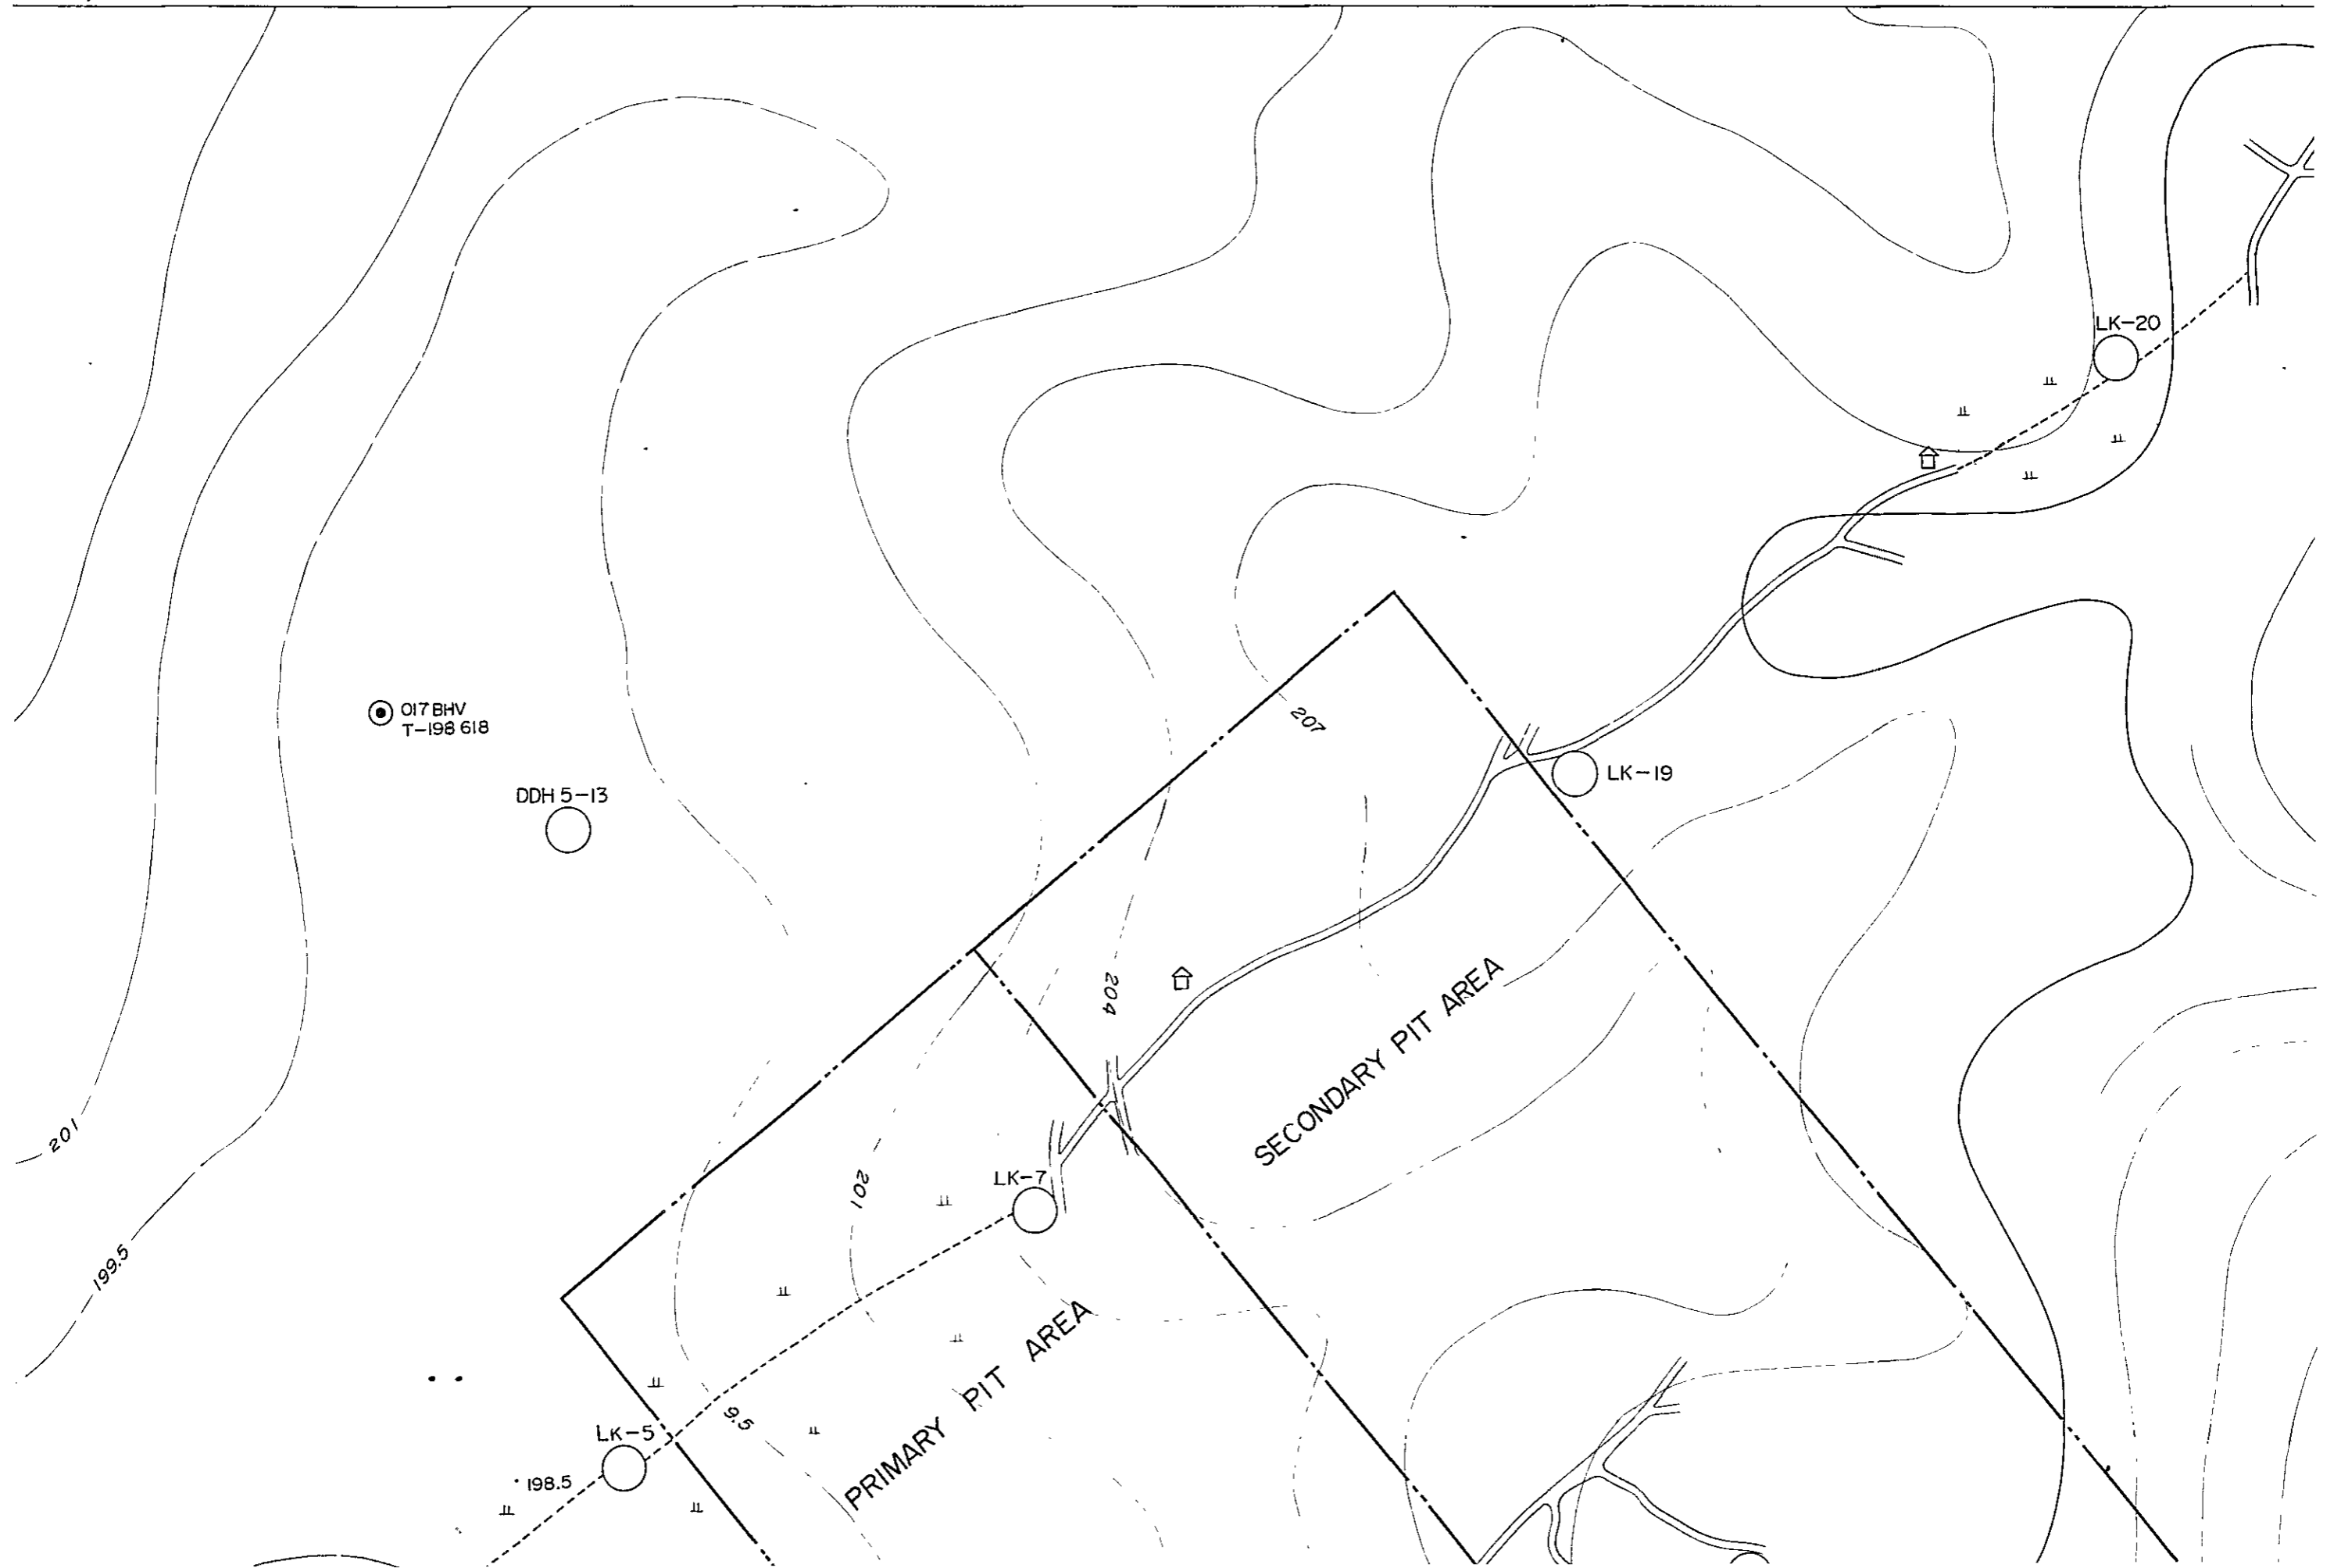 LK-20
017 BHV
T-198 618
207
LK-19
DDH 5-13
204
SECONDARY PIT AREA
201
LK-7
201
199.5
PRIMARY PIT AREA
9.5
LK-5
198.5